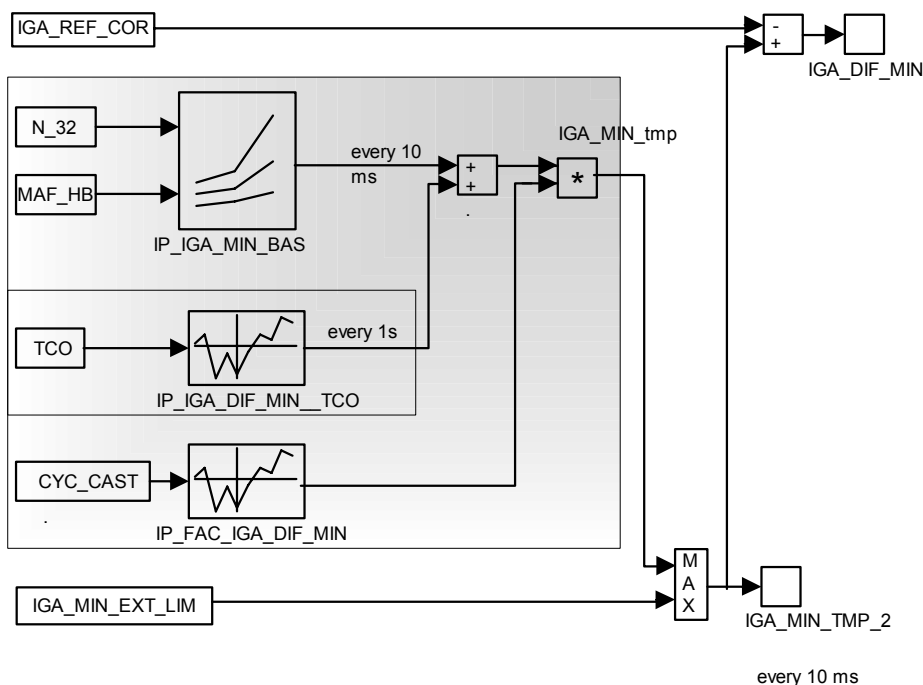 IGA_REF_COR
-
+
IGA_DIF_MIN
N_32
MAF_HB
IP_IGA_MIN_BAS
every 10
ms
+
+
.
IGA_MIN_tmp
*
TCO
every 1s
IP_IGA_DIF_MIN__TCO
CYC_CAST
.
IP_FAC_IGA_DIF_MIN
IGA_MIN_EXT_LIM
M
A
X
IGA_MIN_TMP_2
every 10 ms